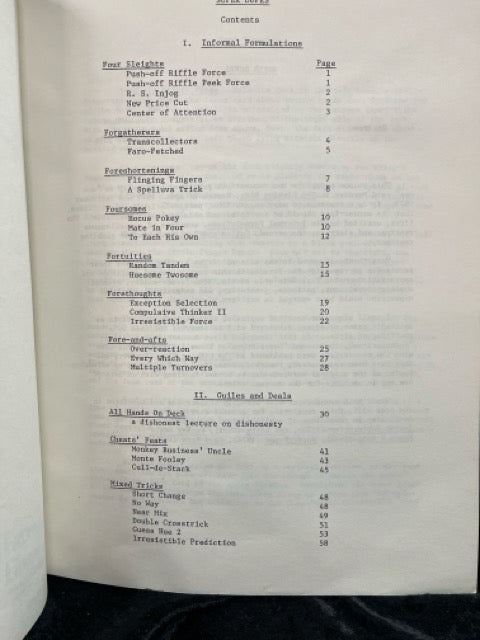 SUPER DUPES
Contents
I. Informal Formulations
Four Sleights Page
Push-off Riffle Force 1
Push-off Riffle Peek Force 1
R. S. Injog 2
New Price Cut 2
Center of Attention 3
Forgatherers
Transcollectors 4
Faro-Fetched 5
Foreshortenings
Flinging Fingers 7
A Spelluva Trick 8
Foursomes
Hocus Pokey 10
Mate in Four 10
To Each His Own 12
Fortuities
Random Tandem 15
Huesome Twosome 15
Forethoughts
Exception Selection 19
Compulsive Thinker II 20
Irresistible Force 22
Fore-and-afts
Over-reaction 25
Every Which Way 27
Multiple Turnovers 28
II. Guiles and Deals
All Hands On Deck 30
a dishonest lecture on dishonesty
Cheats' Feats
Monkey Business' Uncle 41
Monte Fooley 43
Cull-de-Stack 45
Mixed Tricks
Short Change 48
No Way 48
Near Mix 49
Double Crosstrick 51
Guess Hue 2 53
Irresistible Prediction 58